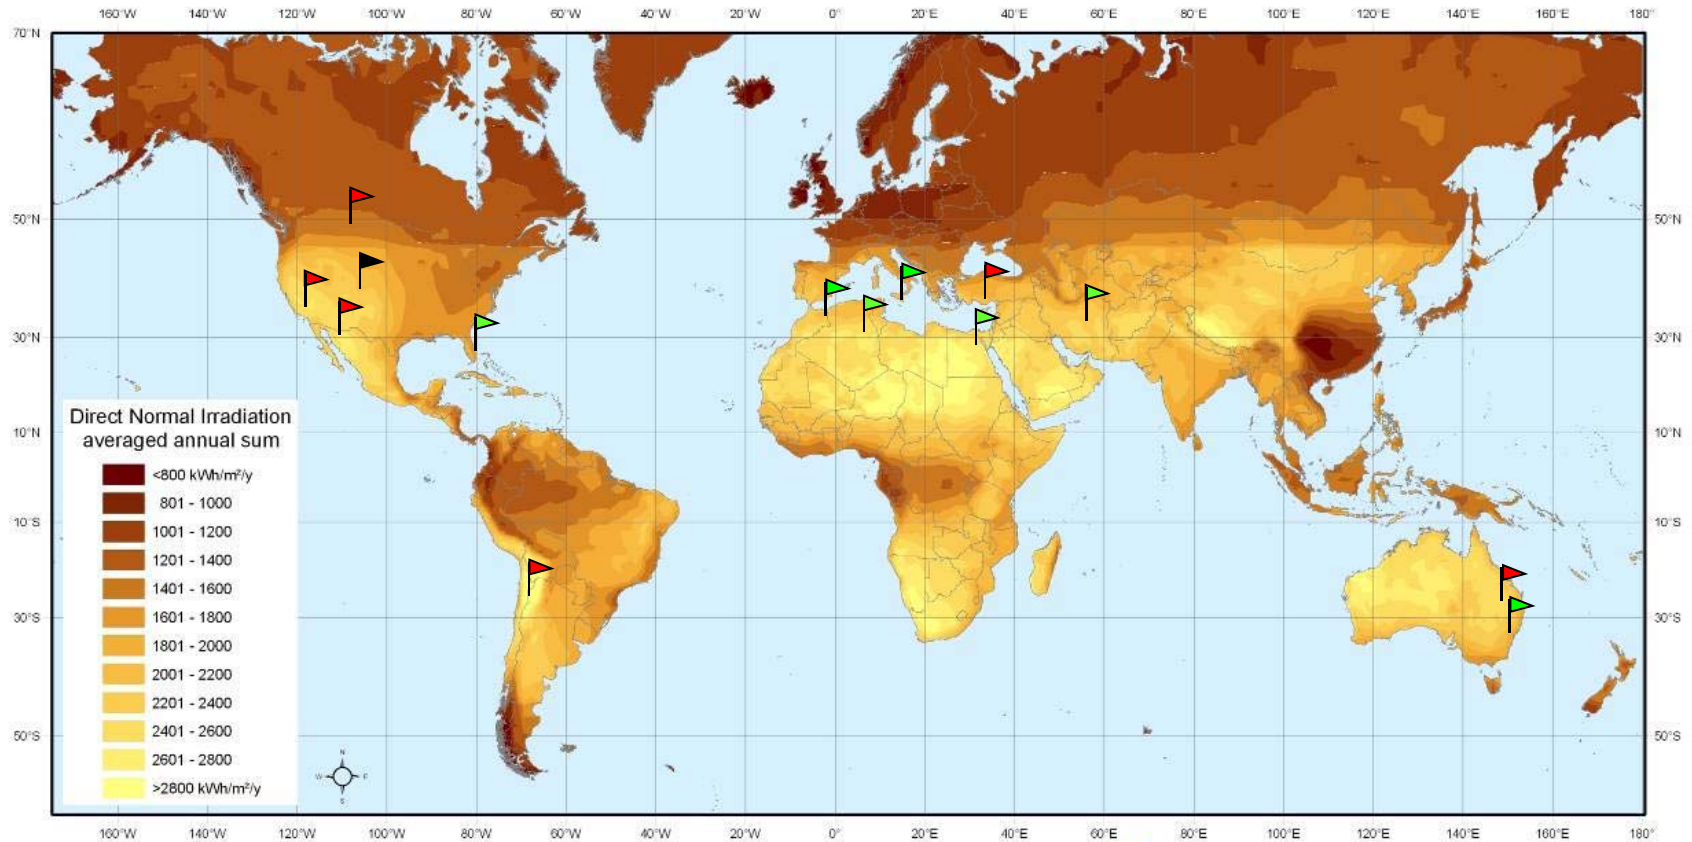 160°W 140°W 120°W 100°W 80°W 60°W 40°W 20°W 0° 20°E 40°E 60°E 80°E 100°E 120°E 140°E 160°E 180°
70°N
50°N 50°N
30°N 30°N
Direct Normal Irradiation
averaged annual sum
10°N 10°N
<800 kWh/m²/y
801 - 1000
10°S 10°S
1001 - 1200
1201 - 1400
1401 - 1600
30°S 30°S
1601 - 1800
1801 - 2000
2001 - 2200
2201 - 2400
50°S 50°S
2401 - 2600
2601 - 2800
>2800 kWh/m²/y
N
W E
S
160°W 140°W 120°W 100°W 80°W 60°W 40°W 20°W 0° 20°E 40°E 60°E 80°E 100°E 120°E 140°E 160°E 180°